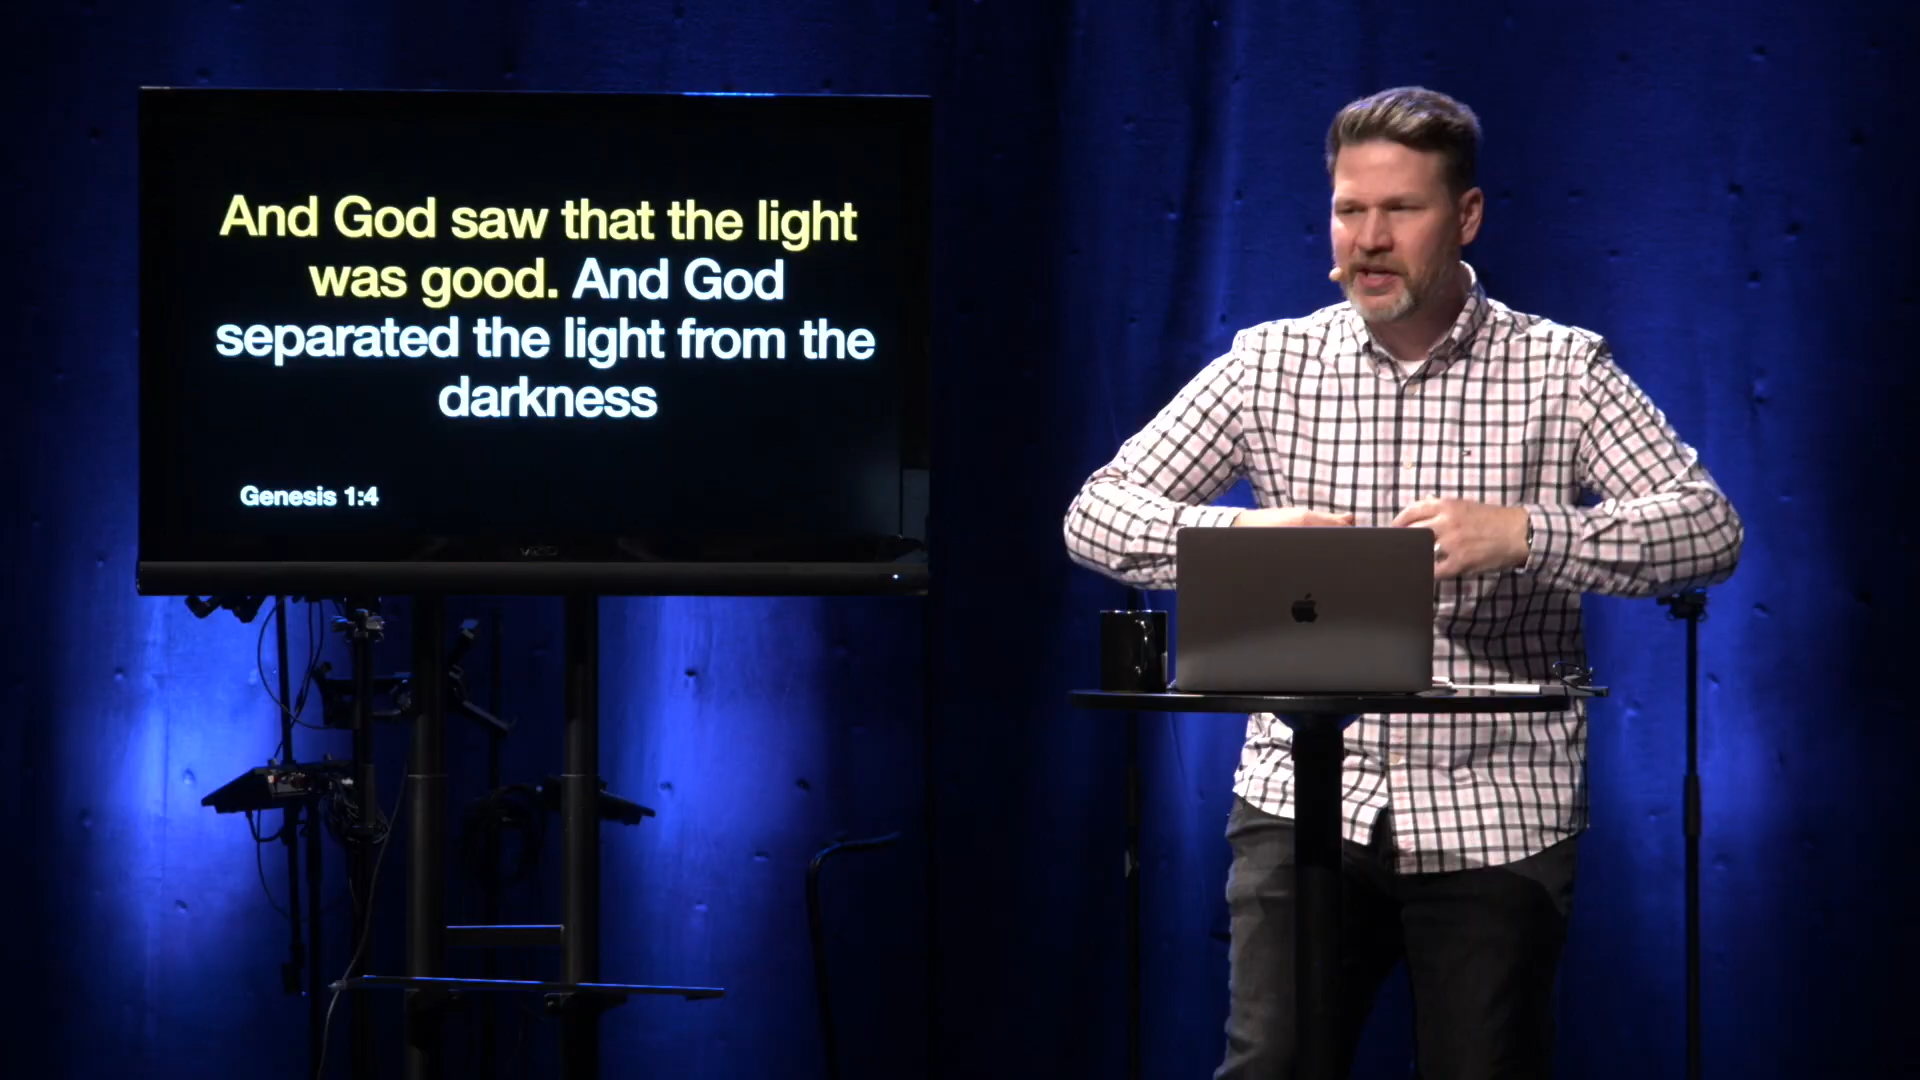 And God saw that the light
was good. And God
separated the light from the
darkness
Genesis 1:4
VIZIO